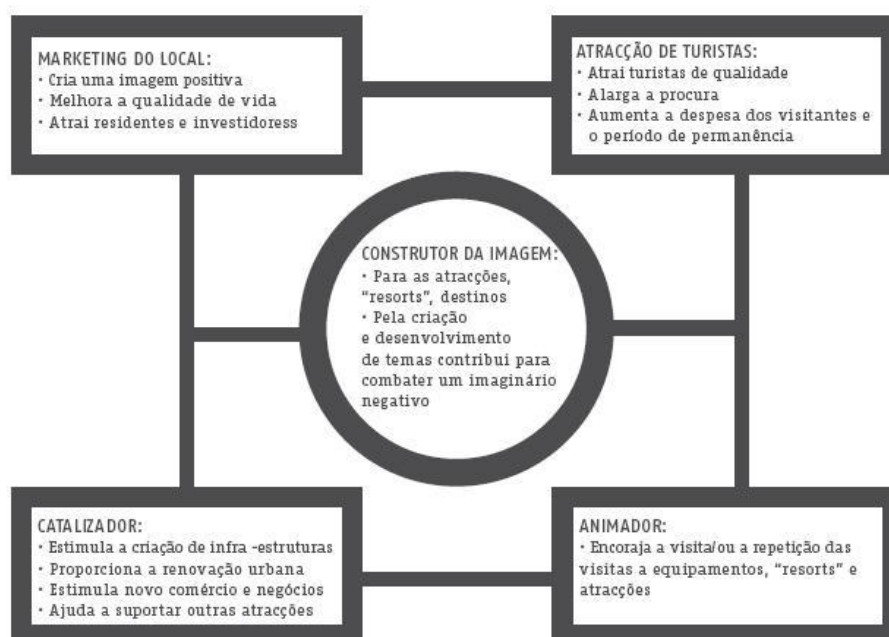 MARKETING DO LOCAL:
· Cria uma imagem positiva
· Melhora a qualidade de vida
· Atrai residentes e investidoress
ATRACÇÃO DE TURISTAS:
· Atrai turistas de qualidade
· Alarga a procura
· Aumenta a despesa dos visitantes e
o período de permanência
CONSTRUTOR DA IMAGEM:
· Para as atracções,
“resorts”, destinos
· Pela criação
e desenvolvimento
de temas contribui para
combater um imaginário
negativo
CATALIZADOR:
· Estimula a criação de infra -estruturas
· Proporciona a renovação urbana
· Estimula novo comércio e negócios
· Ajuda a suportar outras atracções
ANIMADOR:
· Encoraja a visita/ou a repetição das
visitas a equipamentos, “resorts” e
atracções